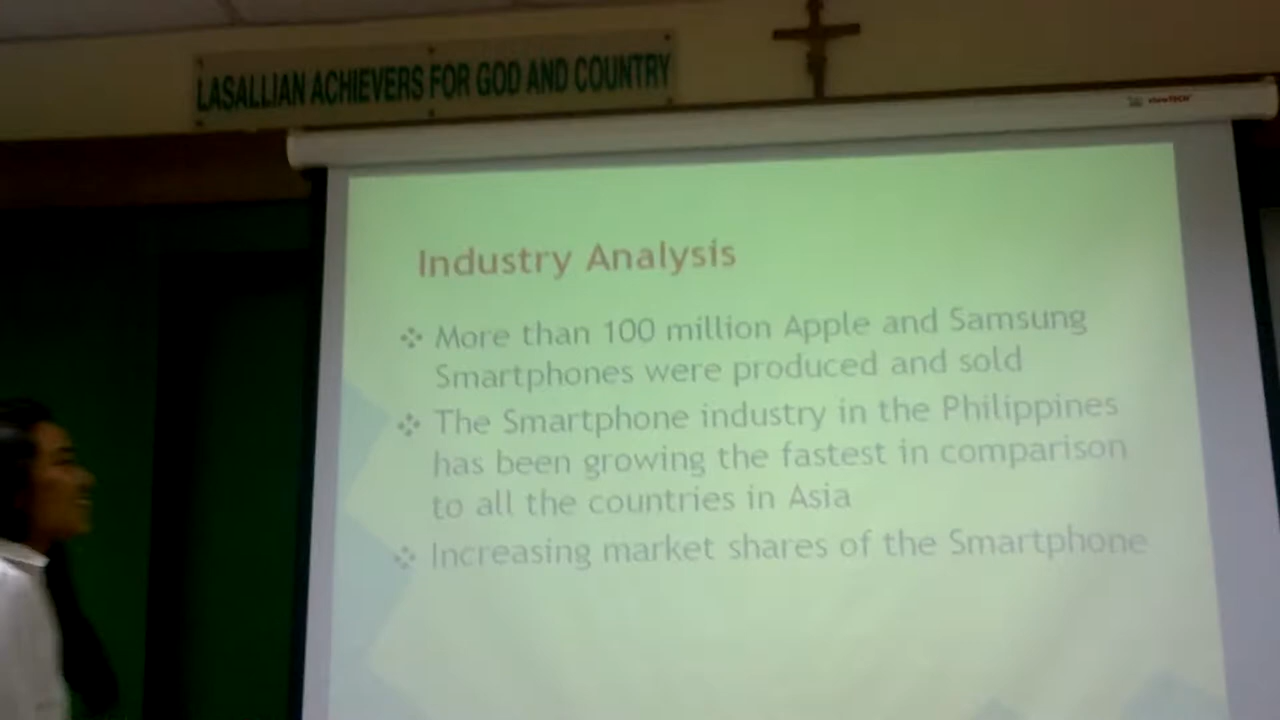 LASALLIAN ACHIEVERS FOR GOD AND COUNTRY
viewTECH
Industry Analysis
More than 100 million Apple and Samsung
Smartphones were produced and sold
The Smartphone industry in the Philippines
has been growing the fastest in comparison
to all the countries in Asia
Increasing market shares of the Smartphone